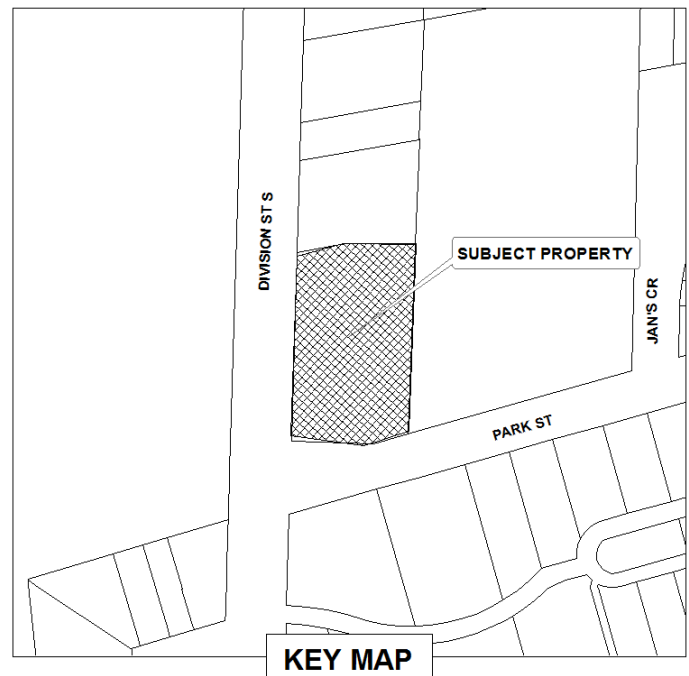 DIVISION ST S
SUBJECT PROPERTY
JAN'S CR
PARK ST
KEY MAP